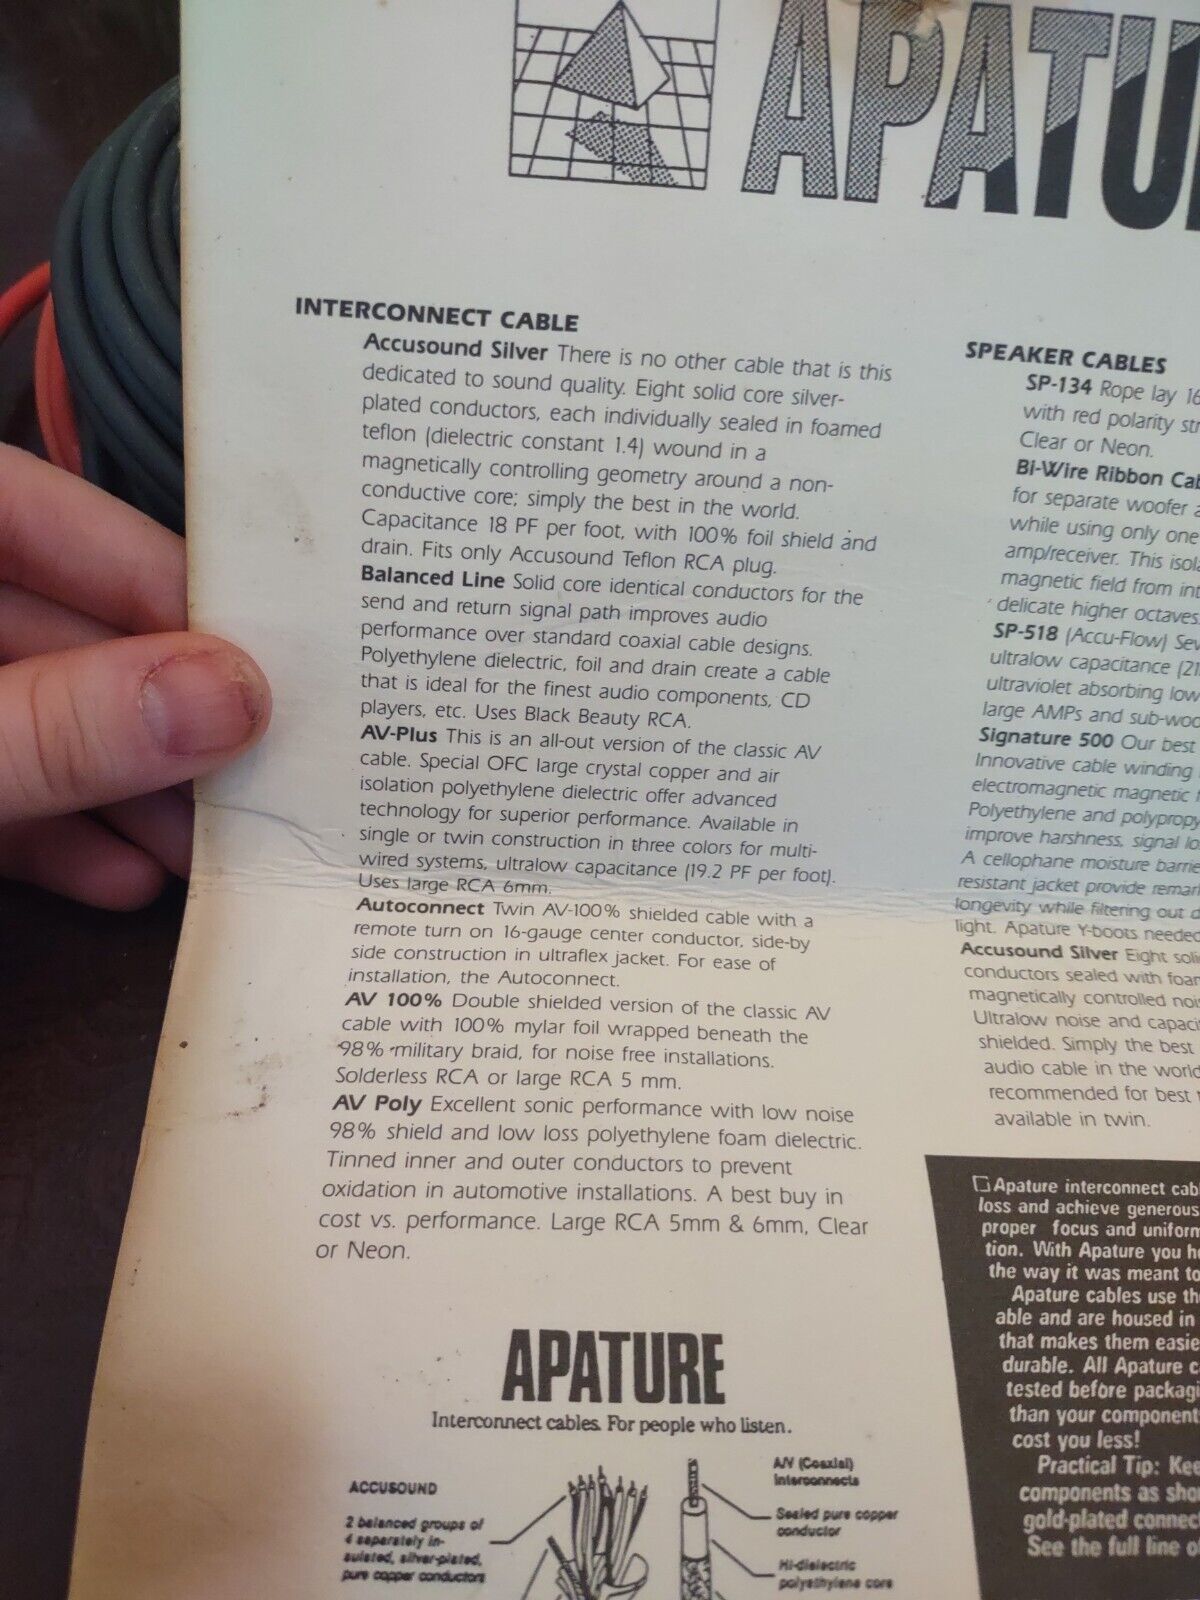 APATU
INTERCONNECT CABLE
Accusound Silver There is no other cable that is this
dedicated to sound quality. Eight solid core silver-
plated conductors, each individually sealed in foamed
teflon (dielectric constant 1.4) wound in a
magnetically controlling geometry around a non-
conductive core; simply the best in the world.
Capacitance 18 PF per foot, with 100% foil shield and
drain. Fits only Accusound Teflon RCA plug.
Balanced Line Solid core identical conductors for the
send and return signal path improves audio
performance over standard coaxial cable designs.
Polyethylene dielectric, foil and drain create a cable
that is ideal for the finest audio components, CD
players, etc. Uses Black Beauty RCA.
AV-Plus This is an all-out version of the classic AV
cable. Special OFC large crystal copper and air
isolation polyethylene dielectric offer advanced
technology for superior performance. Available in
single or twin construction in three colors for multi-
wired systems, ultralow capacitance (19.2 PF per foot).
Uses large RCA 6mm.
Autoconnect Twin AV-100% shielded cable with a
remote turn on 16-gauge center conductor, side-by
side construction in ultraflex jacket. For ease of
installation, the Autoconnect.
AV 100% Double shielded version of the classic AV
cable with 100% mylar foil wrapped beneath the
98% military braid, for noise free installations.
Solderless RCA or large RCA 5 mm.
AV Poly Excellent sonic performance with low noise
98% shield and low loss polyethylene foam dielectric.
Tinned inner and outer conductors to prevent
oxidation in automotive installations. A best buy in
cost vs. performance. Large RCA 5mm & 6mm, Clear
or Neon.
SPEAKER CABLES
SP-134 Rope lay 16
with red polarity
Clear or Neon.
Bi-Wire Ribbon
for separate woofer
while using only one
amp/receiver. This
magnetic field from
delicate higher octaves.
SP-518 (Accu-Flow)
ultralow capacitance
ultraviolet absorbing low
large AMPs and
Signature 500 Our best
Innovative cable winding
electromagnetic magnetic
Polyethylene and
improve harshness, signal
A cellophane moisture
resistant jacket provide
longevity while filtering out
light. Apature Y-boots needed
Accusound Silver Eight
conductors sealed with
magnetically controlled
Ultralow noise and
shielded. Simply the best
audio cable in the world
recommended for best
available in twin.
Apature interconnect
loss and achieve generous
proper focus and
tion. With Apature you
the way it was meant to
Apature cables use
able and are housed in
that makes them
durable. All Apature
tested before
than your
cost you less!
Practical Tip:
components as
gold-plated
See the full line
APATURE
Interconnect cables. For people who listen.
ACCUSOUND
2 balanced groups of
4 separately in-
sulated, silver-plated,
pure copper conductors
A/V (Coaxial)
Interconnects
Sealed pure copper
conductor
Hi-dielectric
polyethylene core